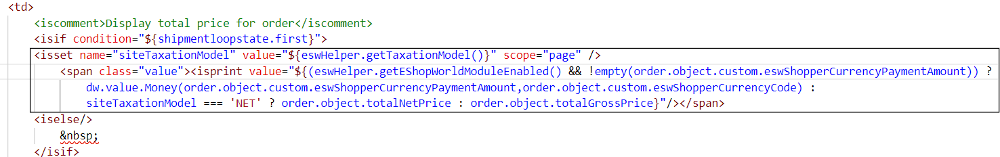 <td>
<iscomment>Display total price for order</iscomment>
<isif condition="${shipmentloopstate.first}">
<isset name="siteTaxationModel" value="${eswHelper.getTaxationModel()}" scope="page" />
<span class="value"><isprint value="${(eswHelper.getEShopWorldModuleEnabled() && !empty(order.object.custom.eswShopperCurrencyPaymentAmount)) ?
dw.value.Money(order.object.custom.eswShopperCurrencyPaymentAmount,order.object.custom.eswShopperCurrencyCode) :
siteTaxationModel === 'NET' ? order.object.totalNetPrice : order.object.totalGrossPrice}"/></span>
<iselse/>
&nbsp;
</isif>